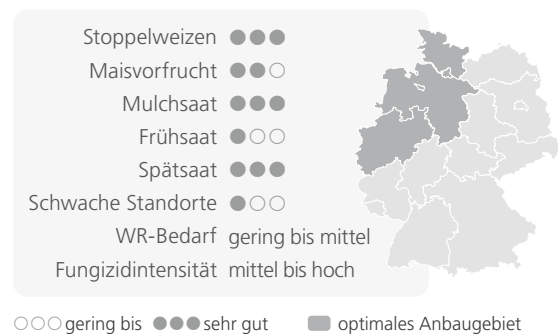 Stoppelweizen ●●●
Maisvorfrucht ●●○
Mulchsaat ●●●
Frühsaat ●○○
Spätsaat ●●●
Schwache Standorte ●○○
WR-Bedarf gering bis mittel
Fungizidintensität mittel bis hoch
○○○ gering bis ●●● sehr gut optimales Anbaugebiet